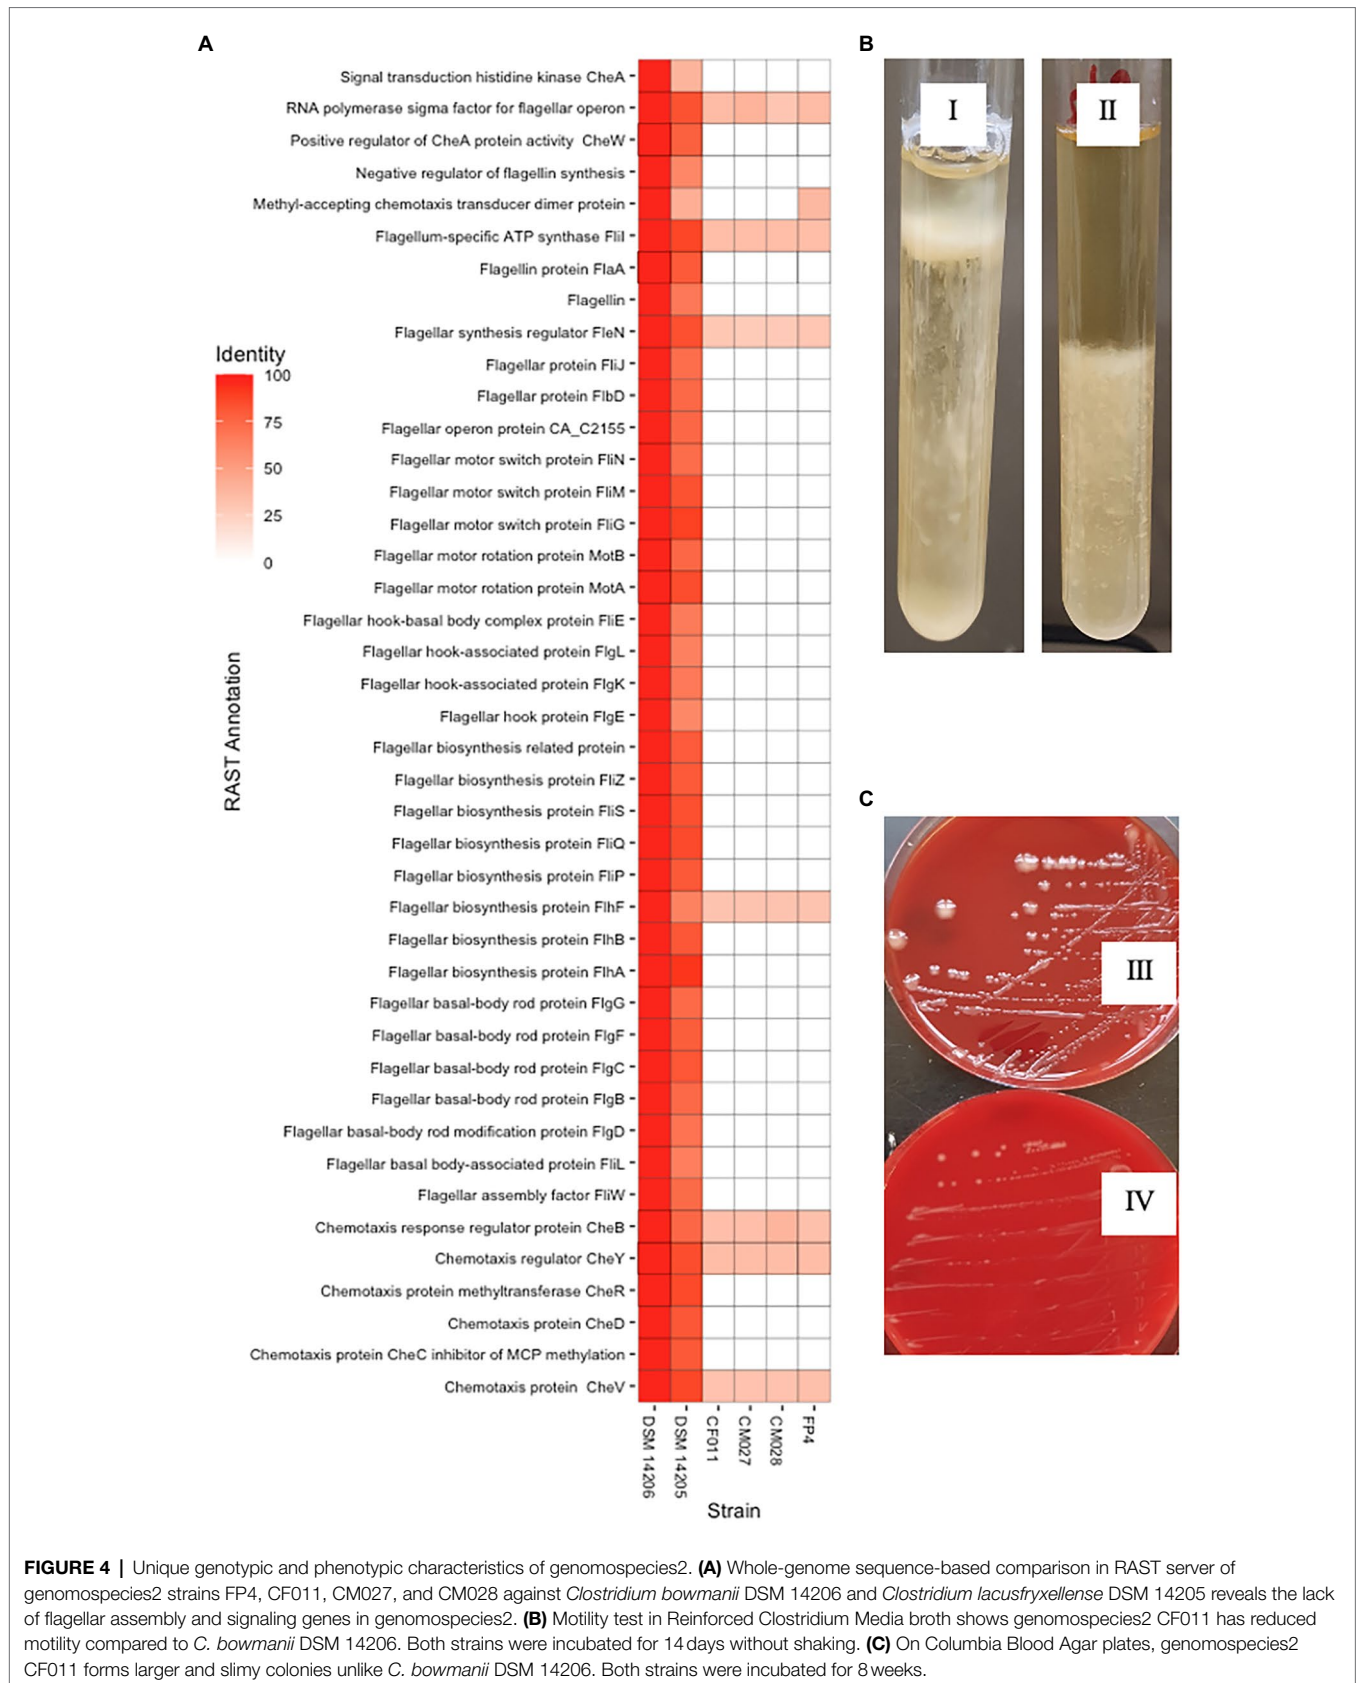 A
Signal transduction histidine kinase CheA
RNA polymerase sigma factor for flagellar operon
Positive regulator of CheA protein activity CheW
Negative regulator of flagellin synthesis
Methyl-accepting chemotaxis transducer dimer protein
Flagellum-specific ATP synthase FliI
Flagellin protein FlaA
Flagellin
Flagellar synthesis regulator FleN
Flagellar protein FliJ
Flagellar protein FlbD
Flagellar operon protein CA_C2155
Flagellar motor switch protein FliN
Flagellar motor switch protein FliM
Flagellar motor switch protein FliG
Flagellar motor rotation protein MotB
Flagellar motor rotation protein MotA
Flagellar hook-basal body complex protein FliE
Flagellar hook-associated protein FlgL
Flagellar hook-associated protein FlgK
Flagellar hook protein FlgE
Flagellar biosynthesis related protein
Flagellar biosynthesis protein FliZ
Flagellar biosynthesis protein FliS
Flagellar biosynthesis protein FliQ
Flagellar biosynthesis protein FliP
Flagellar biosynthesis protein FlhF
Flagellar biosynthesis protein FlhB
Flagellar biosynthesis protein FlhA
Flagellar basal-body rod protein FlgG
Flagellar basal-body rod protein FlgF
Flagellar basal-body rod protein FlgC
Flagellar basal-body rod protein FlgB
Flagellar basal-body rod modification protein FlgD
Flagellar basal body-associated protein FliL
Flagellar assembly factor FliW
Chemotaxis response regulator protein CheB
Chemotaxis regulator CheY
Chemotaxis protein methyltransferase CheR
Chemotaxis protein CheD
Chemotaxis protein CheC inhibitor of MCP methylation
Chemotaxis protein CheV
Identity
100
75
50
25
0
RAST Annotation
DSM 14206
DSM 14205
CF011
CM027
CM028
FP4
Strain
B
I
II
C
III
IV
FIGURE 4 | Unique genotypic and phenotypic characteristics of genomospecies2. (A) Whole-genome sequence-based comparison in RAST server of
genomospecies2 strains FP4, CF011, CM027, and CM028 against Clostridium bowmanii DSM 14206 and Clostridium lacusfryxellense DSM 14205 reveals the lack
of flagellar assembly and signaling genes in genomospecies2. (B) Motility test in Reinforced Clostridium Media broth shows genomospecies2 CF011 has reduced
motility compared to C. bowmanii DSM 14206. Both strains were incubated for 14 days without shaking. (C) On Columbia Blood Agar plates, genomospecies2
CF011 forms larger and slimy colonies unlike C. bowmanii DSM 14206. Both strains were incubated for 8 weeks.